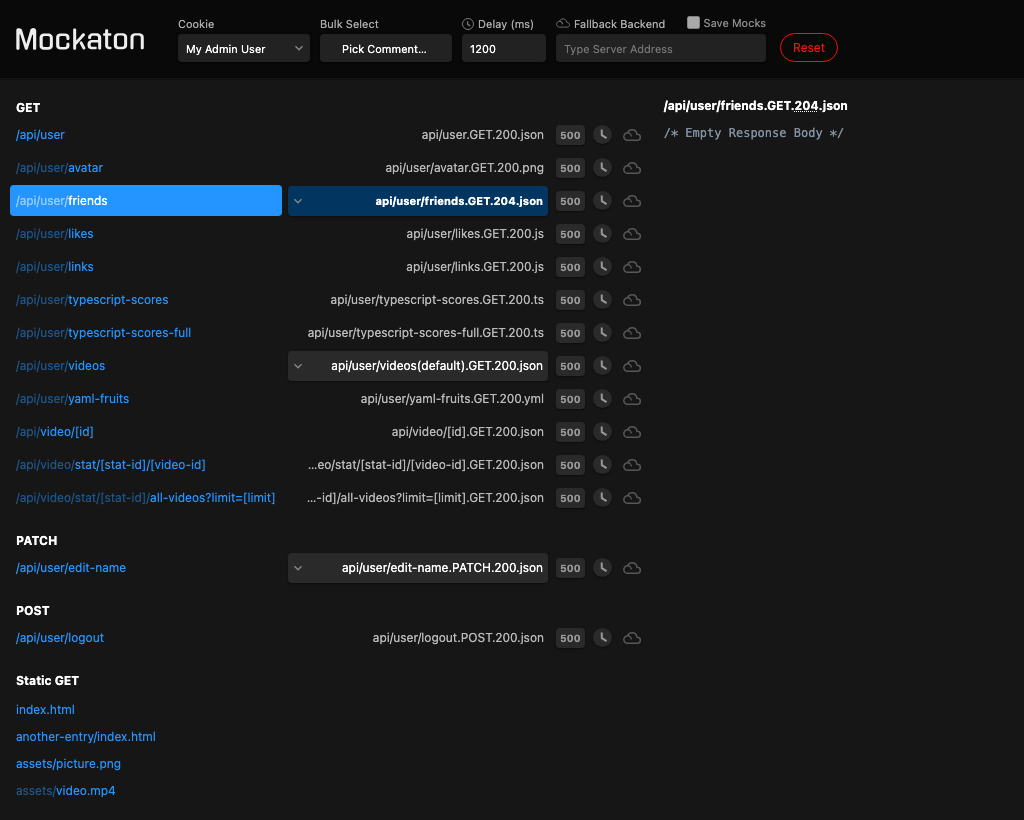 Mockaton
Cookie
My Admin User
Bulk Select
Pick Comment...
Delay (ms)
1200
Fallback Backend
Type Server Address
Save Mocks
Reset
GET
/api/user api/user.GET.200.json 500
/api/user/avatar api/user/avatar.GET.200.png 500
/api/user/friends api/user/friends.GET.204.json 500
/api/user/likes api/user/likes.GET.200.js 500
/api/user/links api/user/links.GET.200.js 500
/api/user/typescript-scores api/user/typescript-scores.GET.200.ts 500
/api/user/typescript-scores-full api/user/typescript-scores-full.GET.200.ts 500
/api/user/videos api/user/videos(default).GET.200.json 500
/api/user/yaml-fruits api/user/yaml-fruits.GET.200.yml 500
/api/video/[id] api/video/[id].GET.200.json 500
/api/video/stat/[stat-id]/[video-id] ...eo/stat/[stat-id]/[video-id].GET.200.json 500
/api/video/stat/[stat-id]/all-videos?limit=[limit] ...-id]/all-videos?limit=[limit].GET.200.json 500
PATCH
/api/user/edit-name api/user/edit-name.PATCH.200.json 500
POST
/api/user/logout api/user/logout.POST.200.json 500
Static GET
index.html
another-entry/index.html
assets/picture.png
assets/video.mp4
/api/user/friends.GET.204.json
/* Empty Response Body */